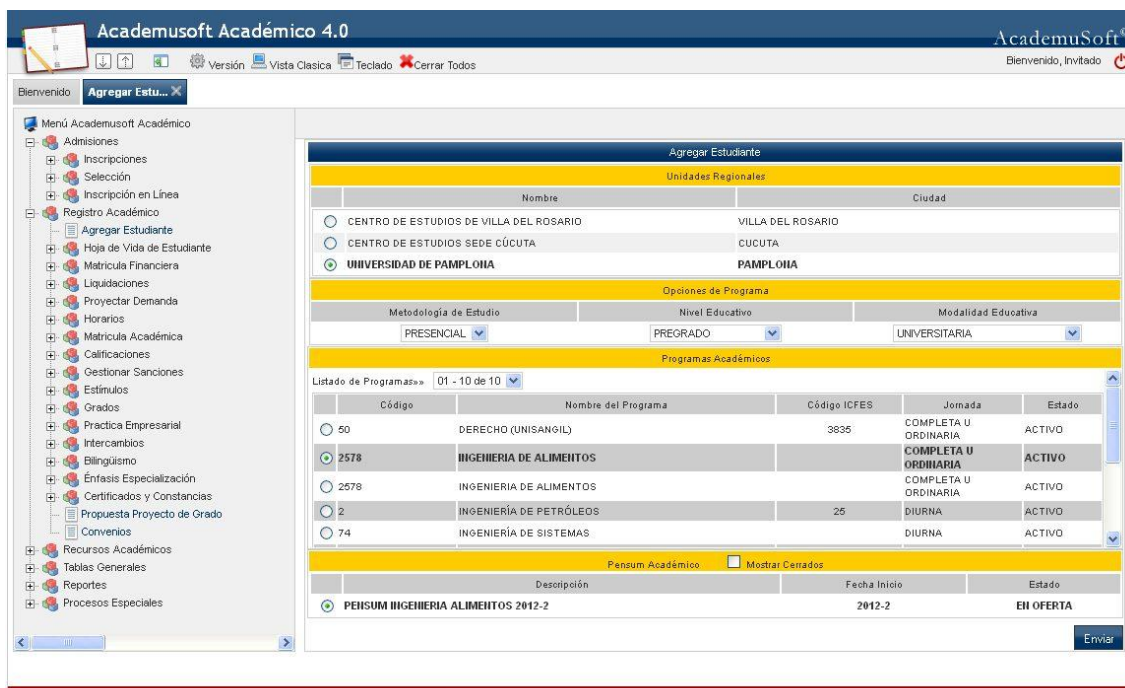 Academusoft Académico 4.0
AcademuSoft
Versión Vista Clasica Teclado Cerrar Todos
Bienvenido, Invitado
Bienvenido Agregar Estu...
Menú Academusoft Académico
Admisiones
Inscripciones
Selección
Inscripción en Línea
Registro Académico
Agregar Estudiante
Hoja de Vida de Estudiante
Matricula Financiera
Liquidaciones
Proyectar Demanda
Horarios
Matricula Académica
Calificaciones
Gestionar Sanciones
Estímulos
Grados
Practica Empresarial
Intercambios
Bilingüismo
Énfasis Especialización
Certificados y Constancias
Propuesta Proyecto de Grado
Convenios
Recursos Académicos
Tablas Generales
Reportes
Procesos Especiales
Agregar Estudiante
Unidades Regionales
Nombre Ciudad
CENTRO DE ESTUDIOS DE VILLA DEL ROSARIO VILLA DEL ROSARIO
CENTRO DE ESTUDIOS SEDE CÚCUTA CUCUTA
UNIVERSIDAD DE PAMPLONA PAMPLONA
Opciones de Programa
Metodología de Estudio Nivel Educativo Modalidad Educativa
PRESENCIAL PREGRADO UNIVERSITARIA
Programas Académicos
Listado de Programas»» 01 - 10 de 10
Código Nombre del Programa Código ICFES Jornada Estado
50 DERECHO (UNISANGIL) 3835 COMPLETA U ORDINARIA ACTIVO
2578 INGENIERIA DE ALIMENTOS COMPLETA U ORDINARIA ACTIVO
2578 INGENIERIA DE ALIMENTOS COMPLETA U ORDINARIA ACTIVO
2 INGENIERÍA DE PETRÓLEOS 25 DIURNA ACTIVO
74 INGENIERÍA DE SISTEMAS DIURNA ACTIVO
Pensum Académico Mostrar Cerrados
Descripción Fecha Inicio Estado
PENSUM INGENIERIA ALIMENTOS 2012-2 2012-2 EN OFERTA
Enviar